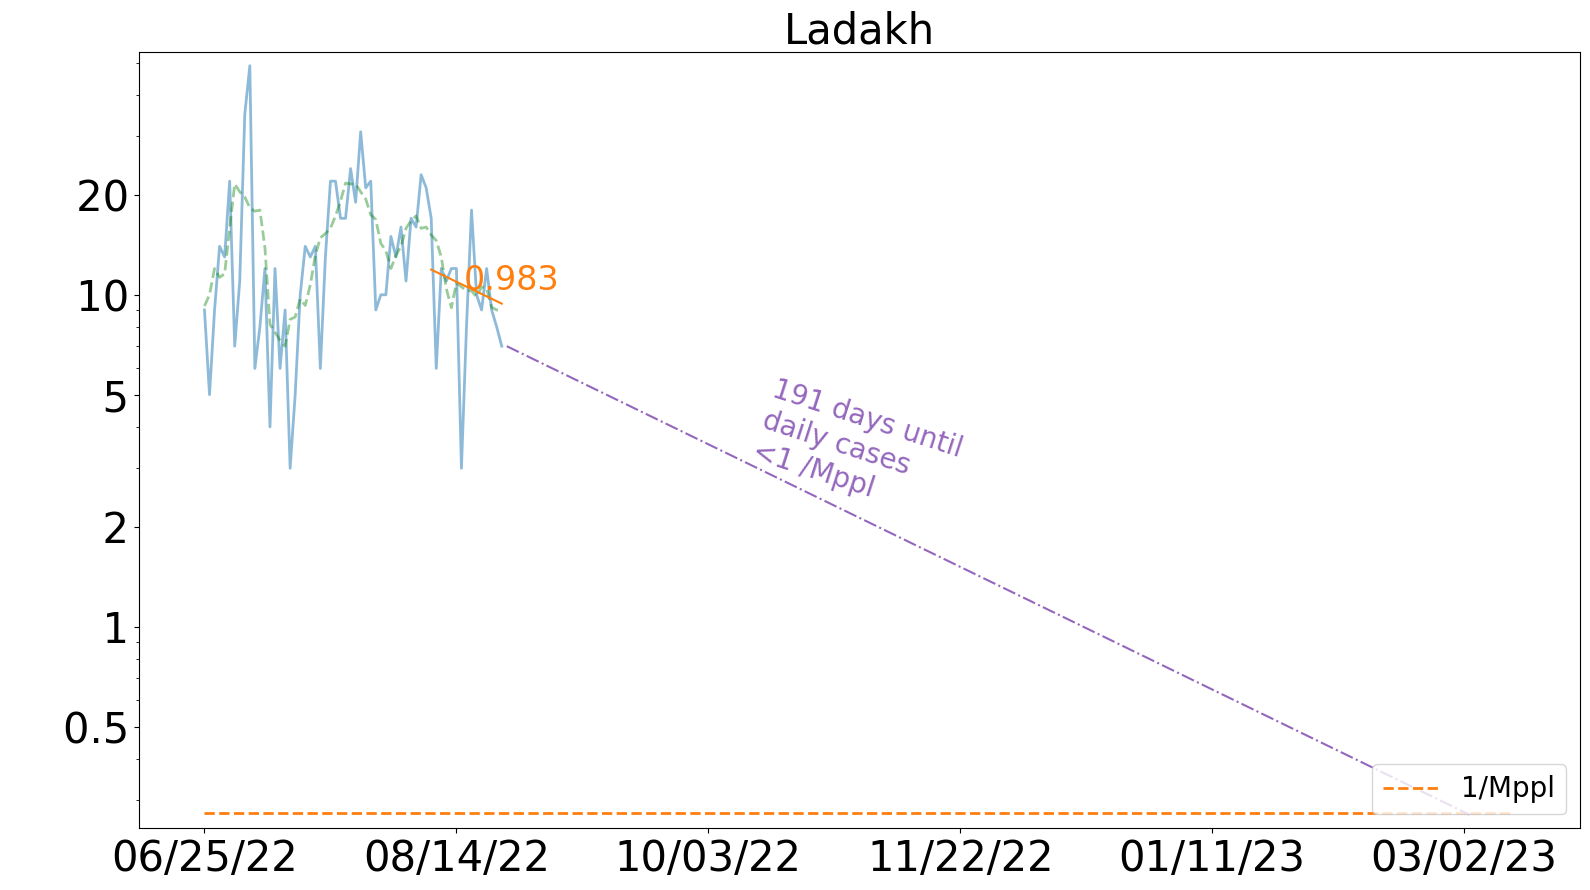 Ladakh
20
10
5
2
1
0.5
0.983
191 days until
daily cases
<1 /Mppl
1/Mppl
06/25/22
08/14/22
10/03/22
11/22/22
01/11/23
03/02/23